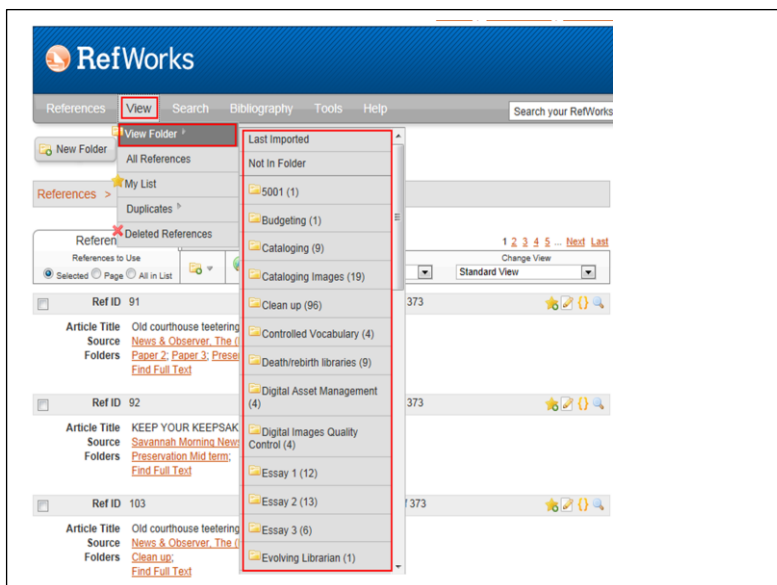 RefWorks
References View Search Bibliography Tools Help
Search your RefWorks
New Folder
View Folder
All References
My List
Duplicates
Deleted References
Last Imported
Not In Folder
5001 (1)
Budgeting (1)
Cataloging (9)
Cataloging Images (19)
Clean up (96)
Controlled Vocabulary (4)
Death/rebirth libraries (9)
Digital Asset Management
(4)
Digital Images Quality
Control (4)
Essay 1 (12)
Essay 2 (13)
Essay 3 (6)
Evolving Librarian (1)
References >
1 2 3 4 5 ... Next Last
References to Use
Selected Page All in List
Change View
Standard View
Ref ID 91
373
Article Title Old courthouse teetering
Source News & Observer, The
Folders Paper 2; Paper 3;
Find Full Text
Ref ID 92
373
Article Title KEEP YOUR
Source Savannah Morning
Folders Preservation Mid term;
Find Full Text
Ref ID 103
373
Article Title Old courthouse teetering
Source News & Observer, The
Folders Clean up;
Find Full Text